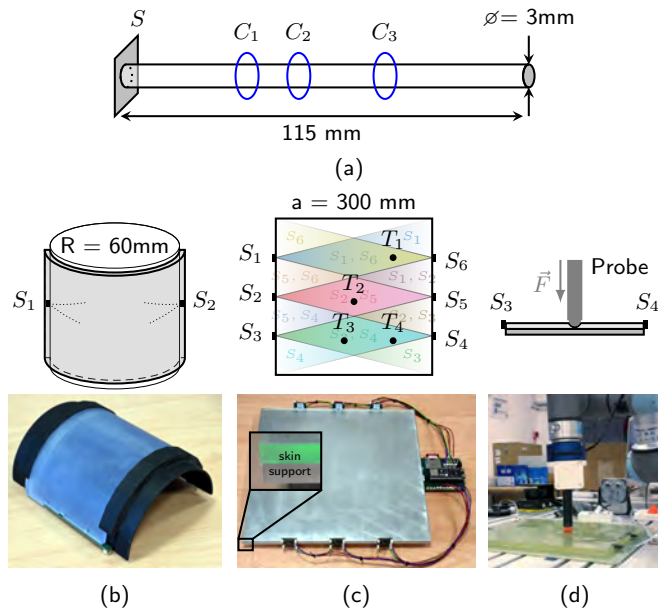 S C₁ C₂ C₃ ⌀= 3mm
115 mm
(a)
R = 60mm
S₁ S₂
a = 300 mm
S₆ S₁
T₁
S₁ S₁, S₆ S₆
S₅, S₆ S₁, S₂
T₂
S₂ S₂, S₅ S₅
S₅, S₄ S₂, S₃
T₃ T₄
S₃ S₃, S₄ S₄
S₄ S₃
Probe
F⃗
S₃ S₄
skin
support
(b) (c) (d)